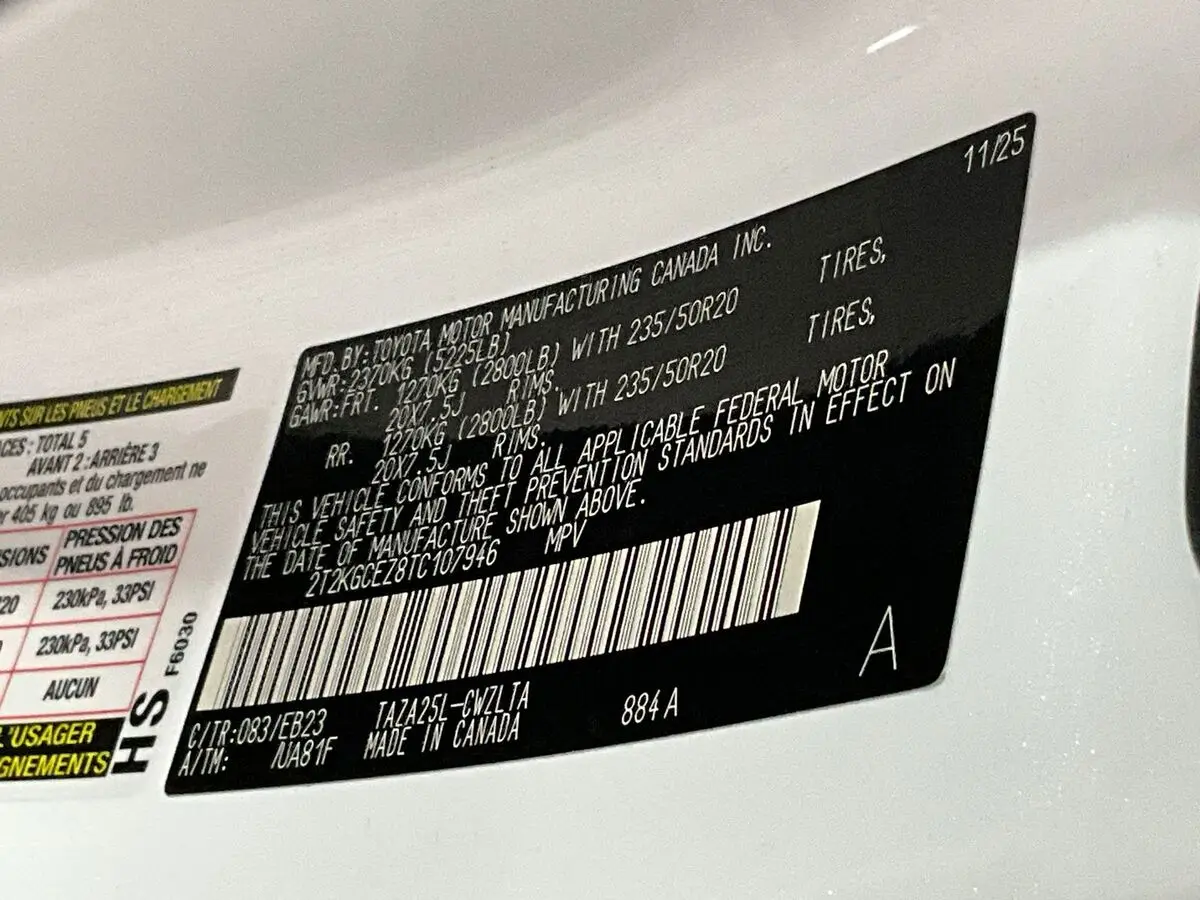 NTS SUR LES PNEUS ET LE CHARGEMENT
ACES : TOTAL 5
AVANT 2 : ARRIÈRE 3
occupants et du chargement ne
er 405 kg ou 895 lb.
SIONS
PRESSION DES
PNEUS À FROID
20
230kPa, 33PSI
230kPa, 33PSI
AUCUN
L'USAGER
GNEMENTS
HS
F6030
11/25
MFD. BY: TOYOTA MOTOR MANUFACTURING CANADA INC.
GVWR: 2370KG (5225LB)
GAWR: FRT. 1270KG (2800LB) WITH 235/50R20 TIRES,
20X7.5J RIMS.
RR. 1270KG (2800LB) WITH 235/50R20 TIRES,
20X7.5J RIMS.
THIS VEHICLE CONFORMS TO ALL APPLICABLE FEDERAL MOTOR
VEHICLE SAFETY AND THEFT PREVENTION STANDARDS IN EFFECT ON
THE DATE OF MANUFACTURE SHOWN ABOVE.
2T2KGCEZ8TC107946 MPV
C/TR: 083/EB23 TAZA25L-CWZLTA 884A
A/TM: /UA81F MADE IN CANADA
A